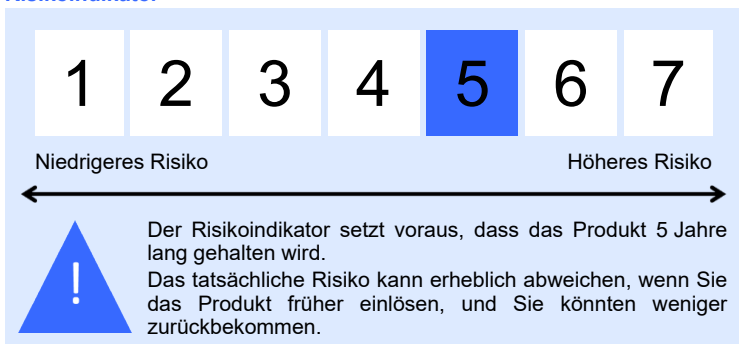 Risikoindikator
1 2 3 4 5 6 7
Niedrigeres Risiko Höheres Risiko
Der Risikoindikator setzt voraus, dass das Produkt 5 Jahre
lang gehalten wird.
!
Das tatsächliche Risiko kann erheblich abweichen, wenn Sie
das Produkt früher einlösen, und Sie könnten weniger
zurückbekommen.